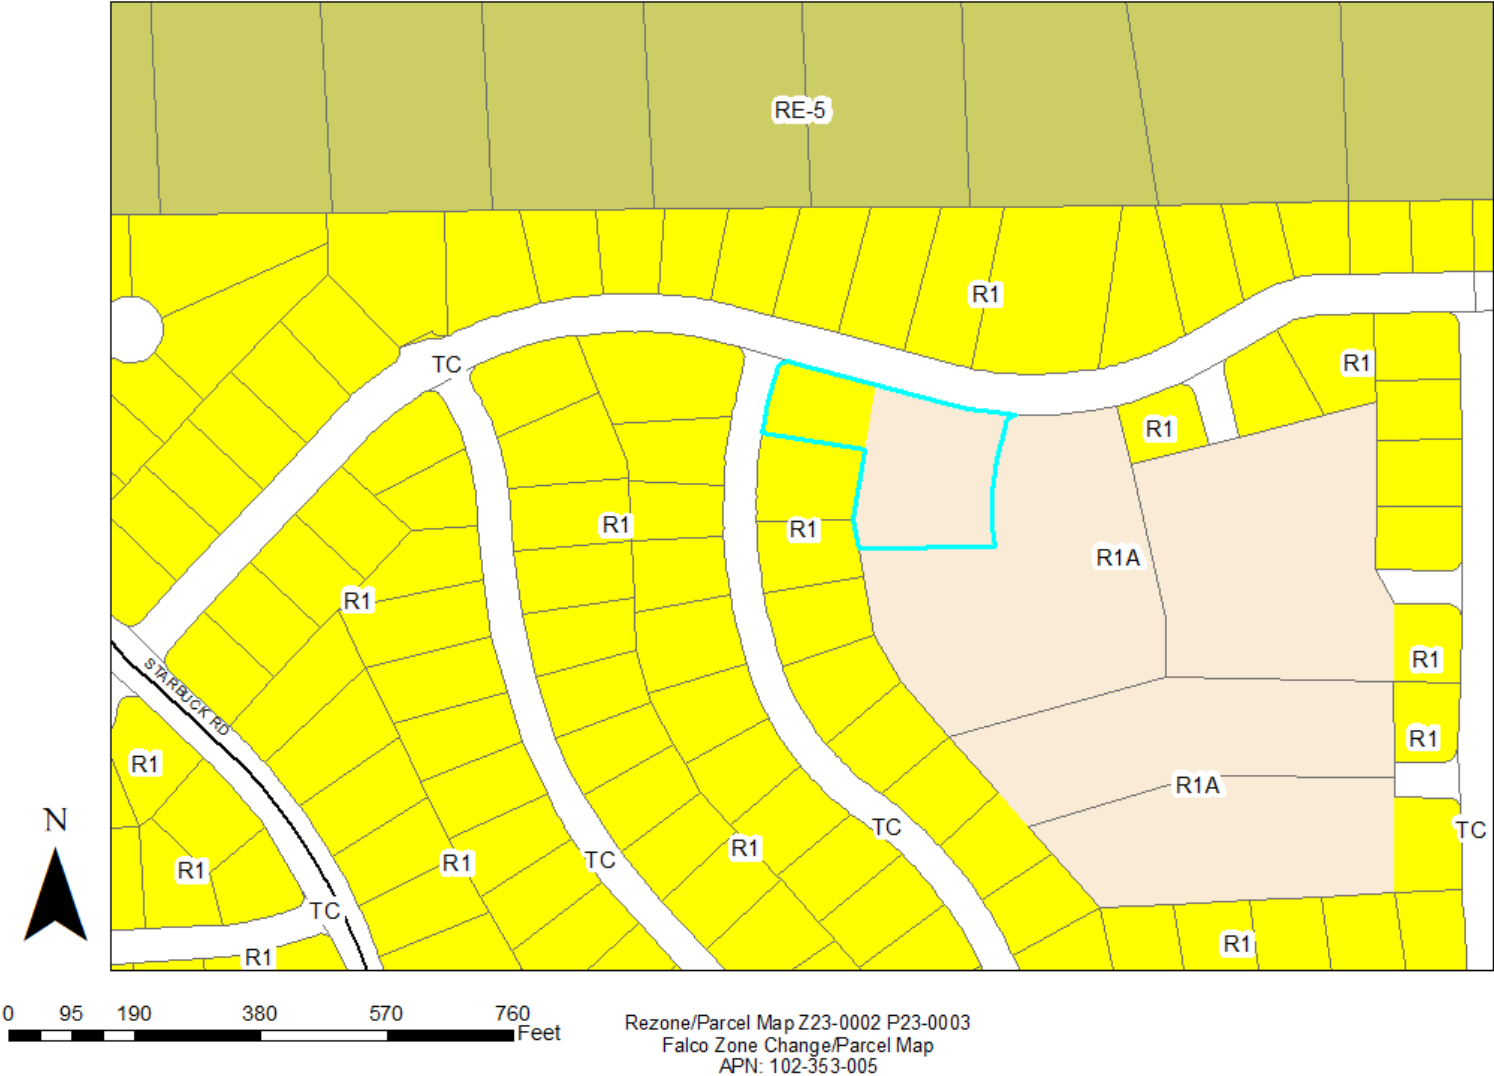 RE-5
R1
TC
R1
R1
R1
R1
R1A
R1
STARBUCK RD
R1
R1
R1
R1A
TC
TC
R1
TC
R1
R1
TC
R1
R1
N
0 95 190 380 570 760
Feet
Rezone/Parcel Map Z23-0002 P23-0003
Falco Zone Change/Parcel Map
APN: 102-353-005